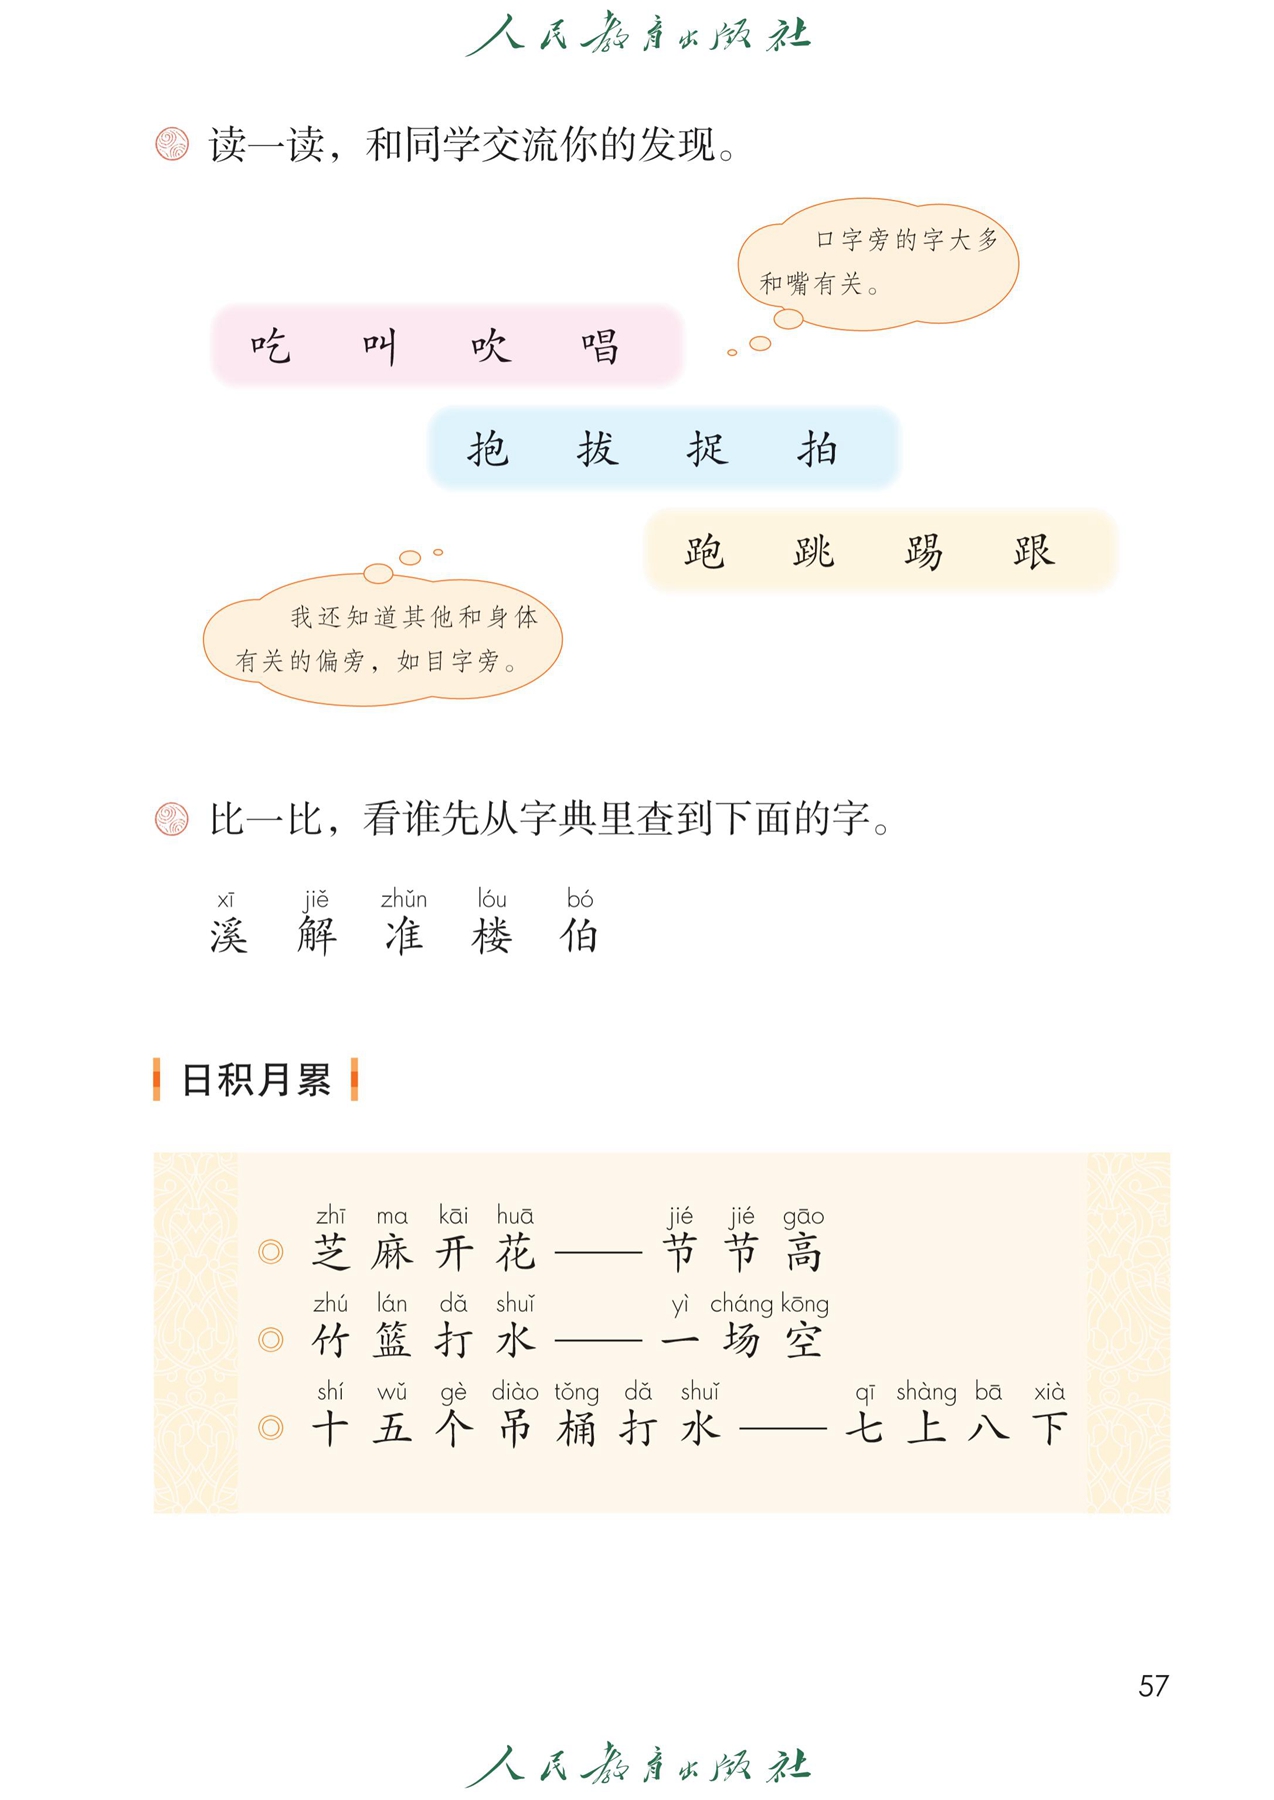 人民教育出版社
读一读，和同学交流你的发现。
口字旁的字大多
和嘴有关。
吃 叫 吹 唱
抱 拔 捉 拍
跑 跳 踢 跟
我还知道其他和身体
有关的偏旁，如目字旁。
比一比，看谁先从字典里查到下面的字。
xī jiě zhǔn lóu bó
溪 解 准 楼 伯
日积月累
zhī ma kāi huā jié jié gāo
◎ 芝麻开花——节节高
zhú lán dǎ shuǐ yì cháng kōng
◎ 竹篮打水——一场空
shí wǔ gè diào tǒng dǎ shuǐ qī shàng bā xià
◎ 十五个吊桶打水——七上八下
57
人民教育出版社